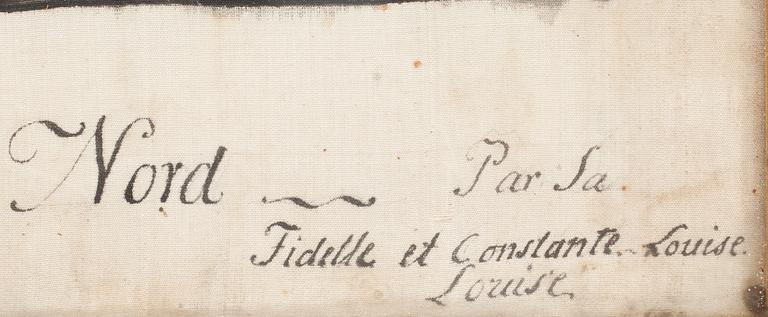 Nord ~ Par Sa
Fidelle et Constante Louise
Louise